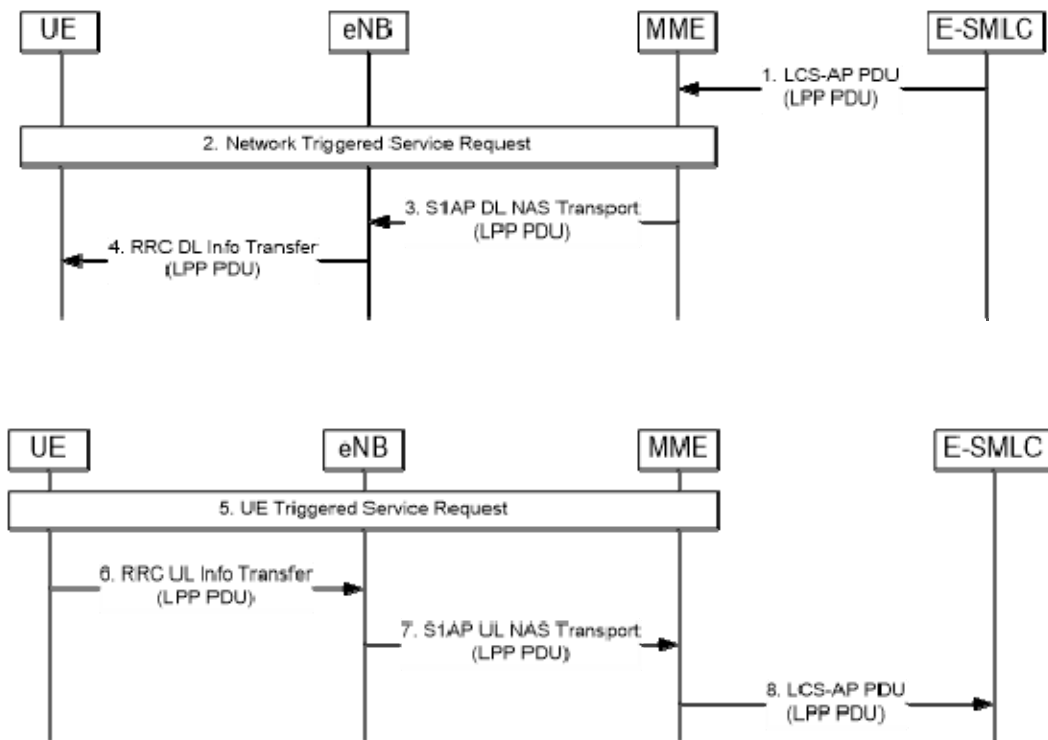 UE
eNB
MME
E-SMLC
1. LCS-AP PDU
(LPP PDU)
2. Network Triggered Service Request
3. S1AP DL NAS Transport
(LPP PDU)
4. RRC DL Info Transfer
(LPP PDU)
UE
eNB
MME
E-SMLC
5. UE Triggered Service Request
6. RRC UL Info Transfer
(LPP PDU)
7. S1AP UL NAS Transport
(LPP PDU)
8. LCS-AP PDU
(LPP PDU)